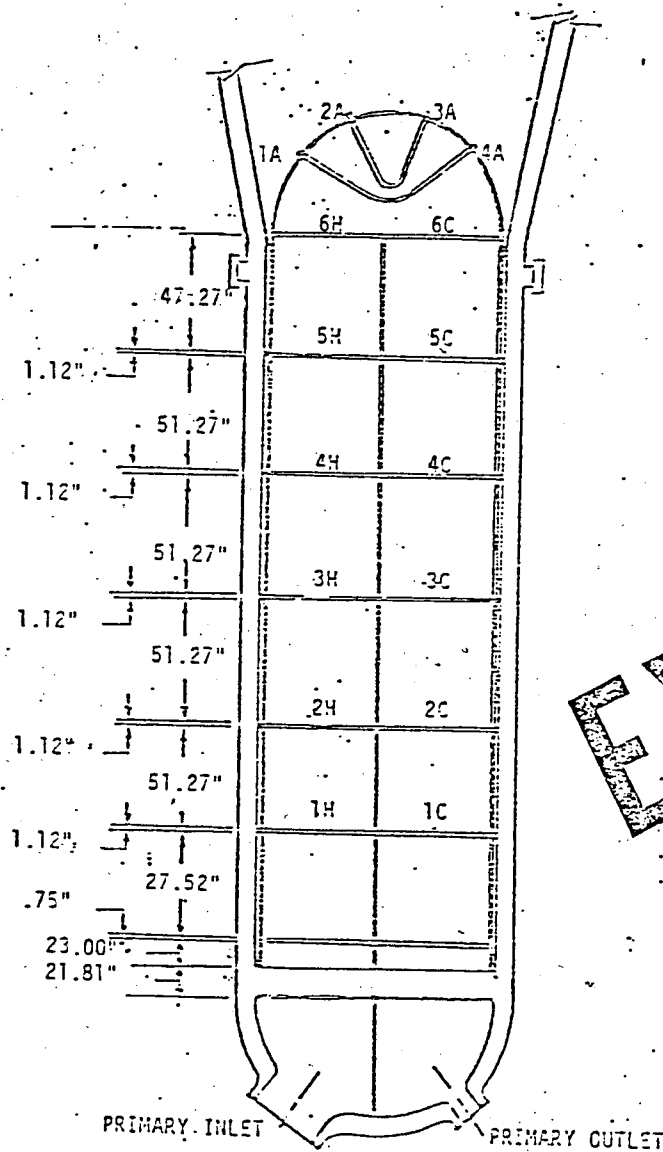 2A 3A
1A 4A
6H 6C
47.27"
5H 5C
1.12"
51.27"
4H 4C
1.12"
51.27"
3H 3C
1.12"
51.27"
2H 2C
1.12"
51.27"
1H 1C
1.12"
27.52"
.75"
23.00"
21.81"
PRIMARY INLET
PRIMARY OUTLET